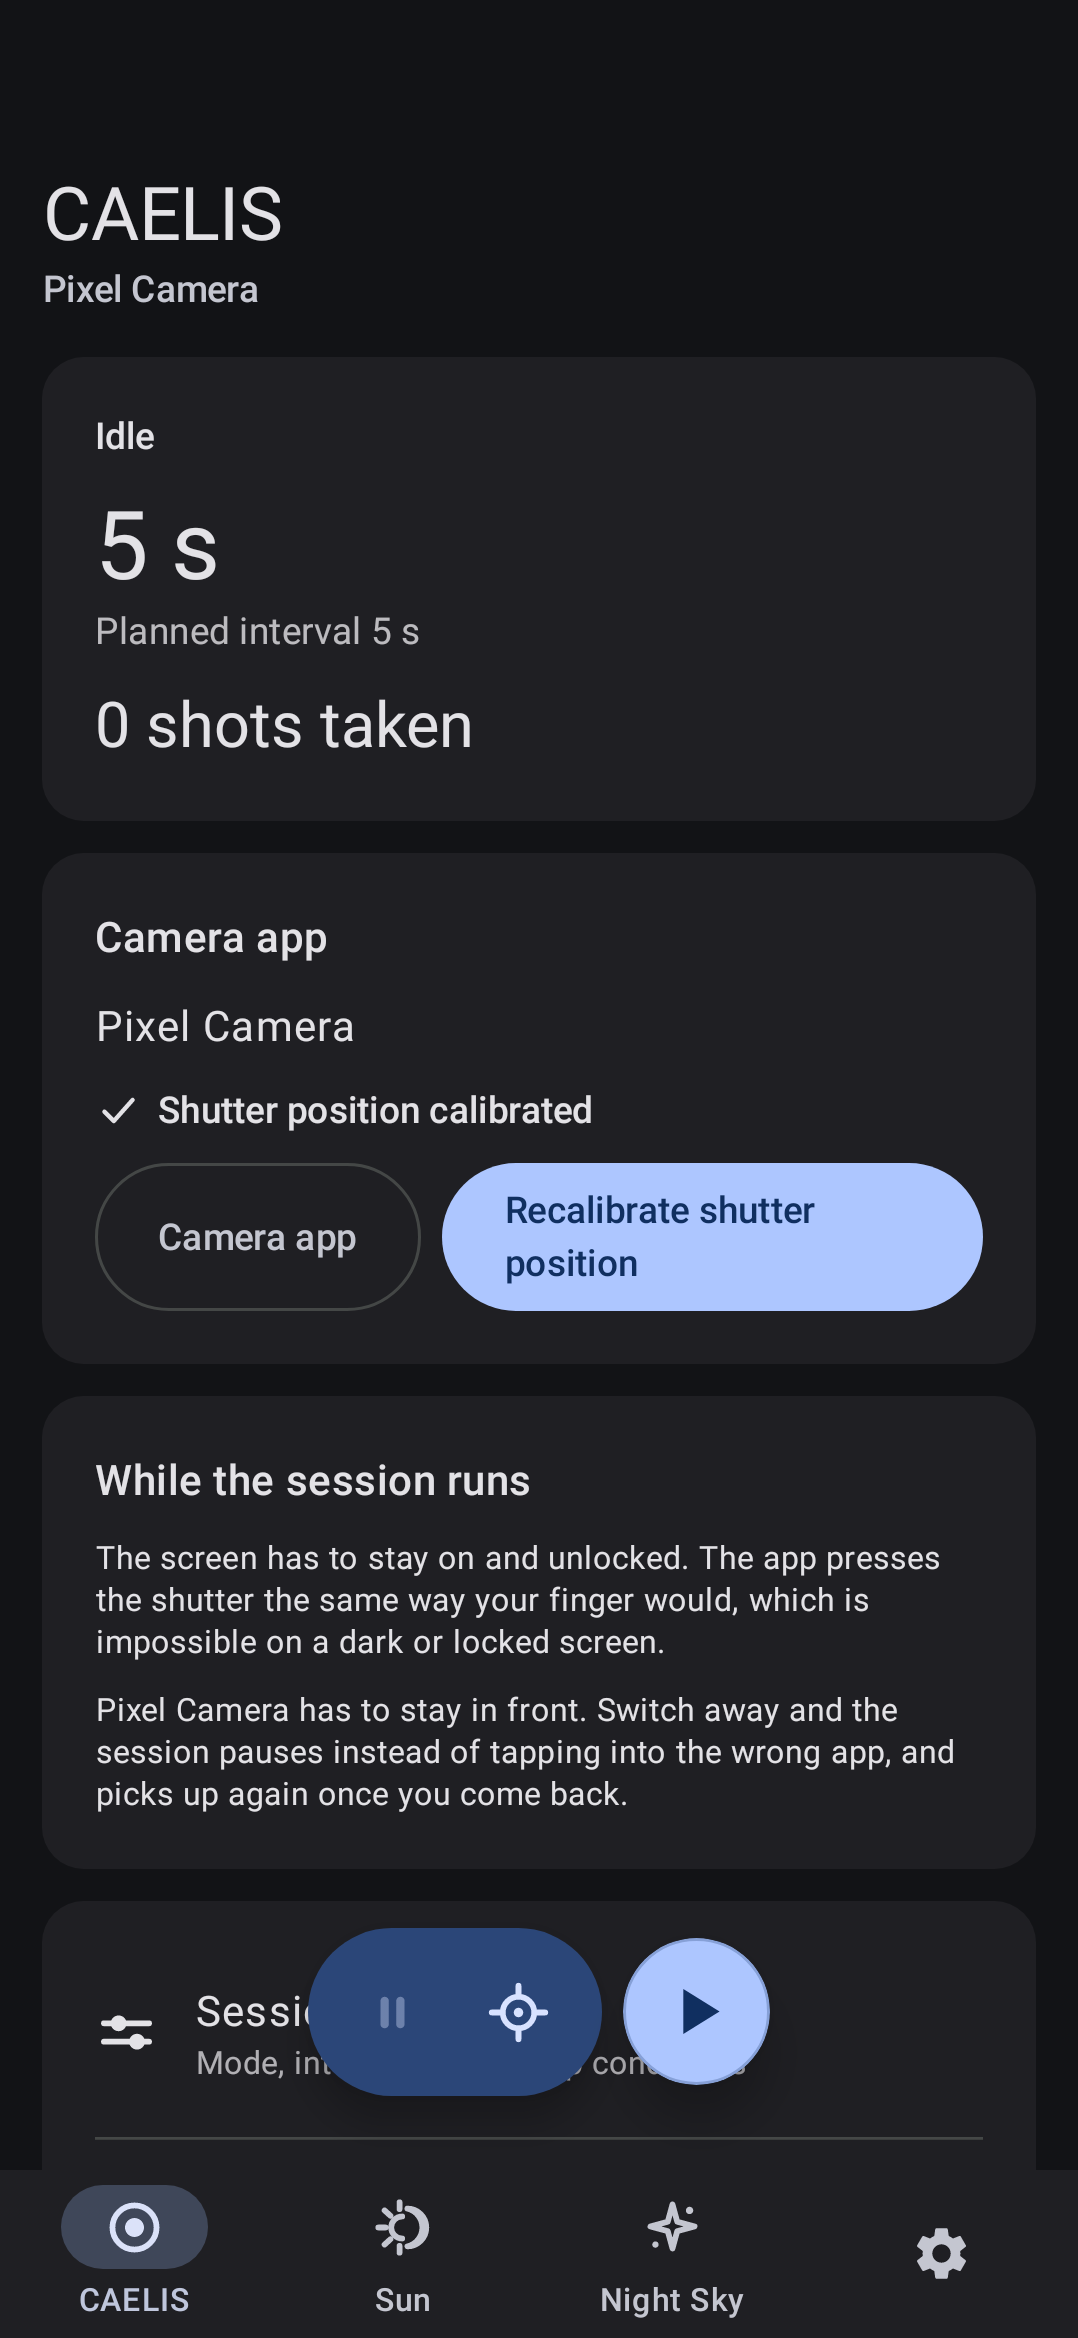 CAELIS
Pixel Camera
Idle
5 s
Planned interval 5 s
0 shots taken
Camera app
Pixel Camera
Shutter position calibrated
Camera app
Recalibrate shutter
position
While the session runs
The screen has to stay on and unlocked. The app presses
the shutter the same way your finger would, which is
impossible on a dark or locked screen.
Pixel Camera has to stay in front. Switch away and the
session pauses instead of tapping into the wrong app, and
picks up again once you come back.
Mode,
CAELIS
Sun
Night Sky